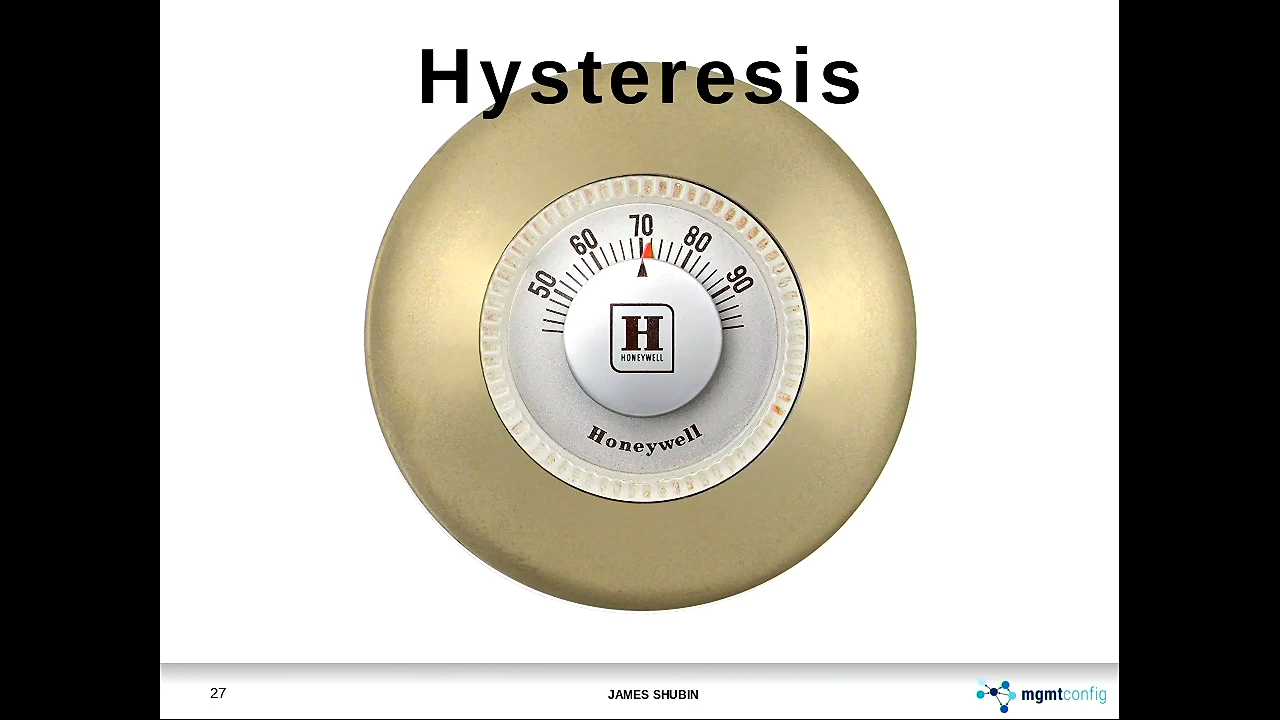 Hysteresis
50 60 70 80 90
H
HONEYWELL
Honeywell
27 JAMES SHUBIN mgmtconfig